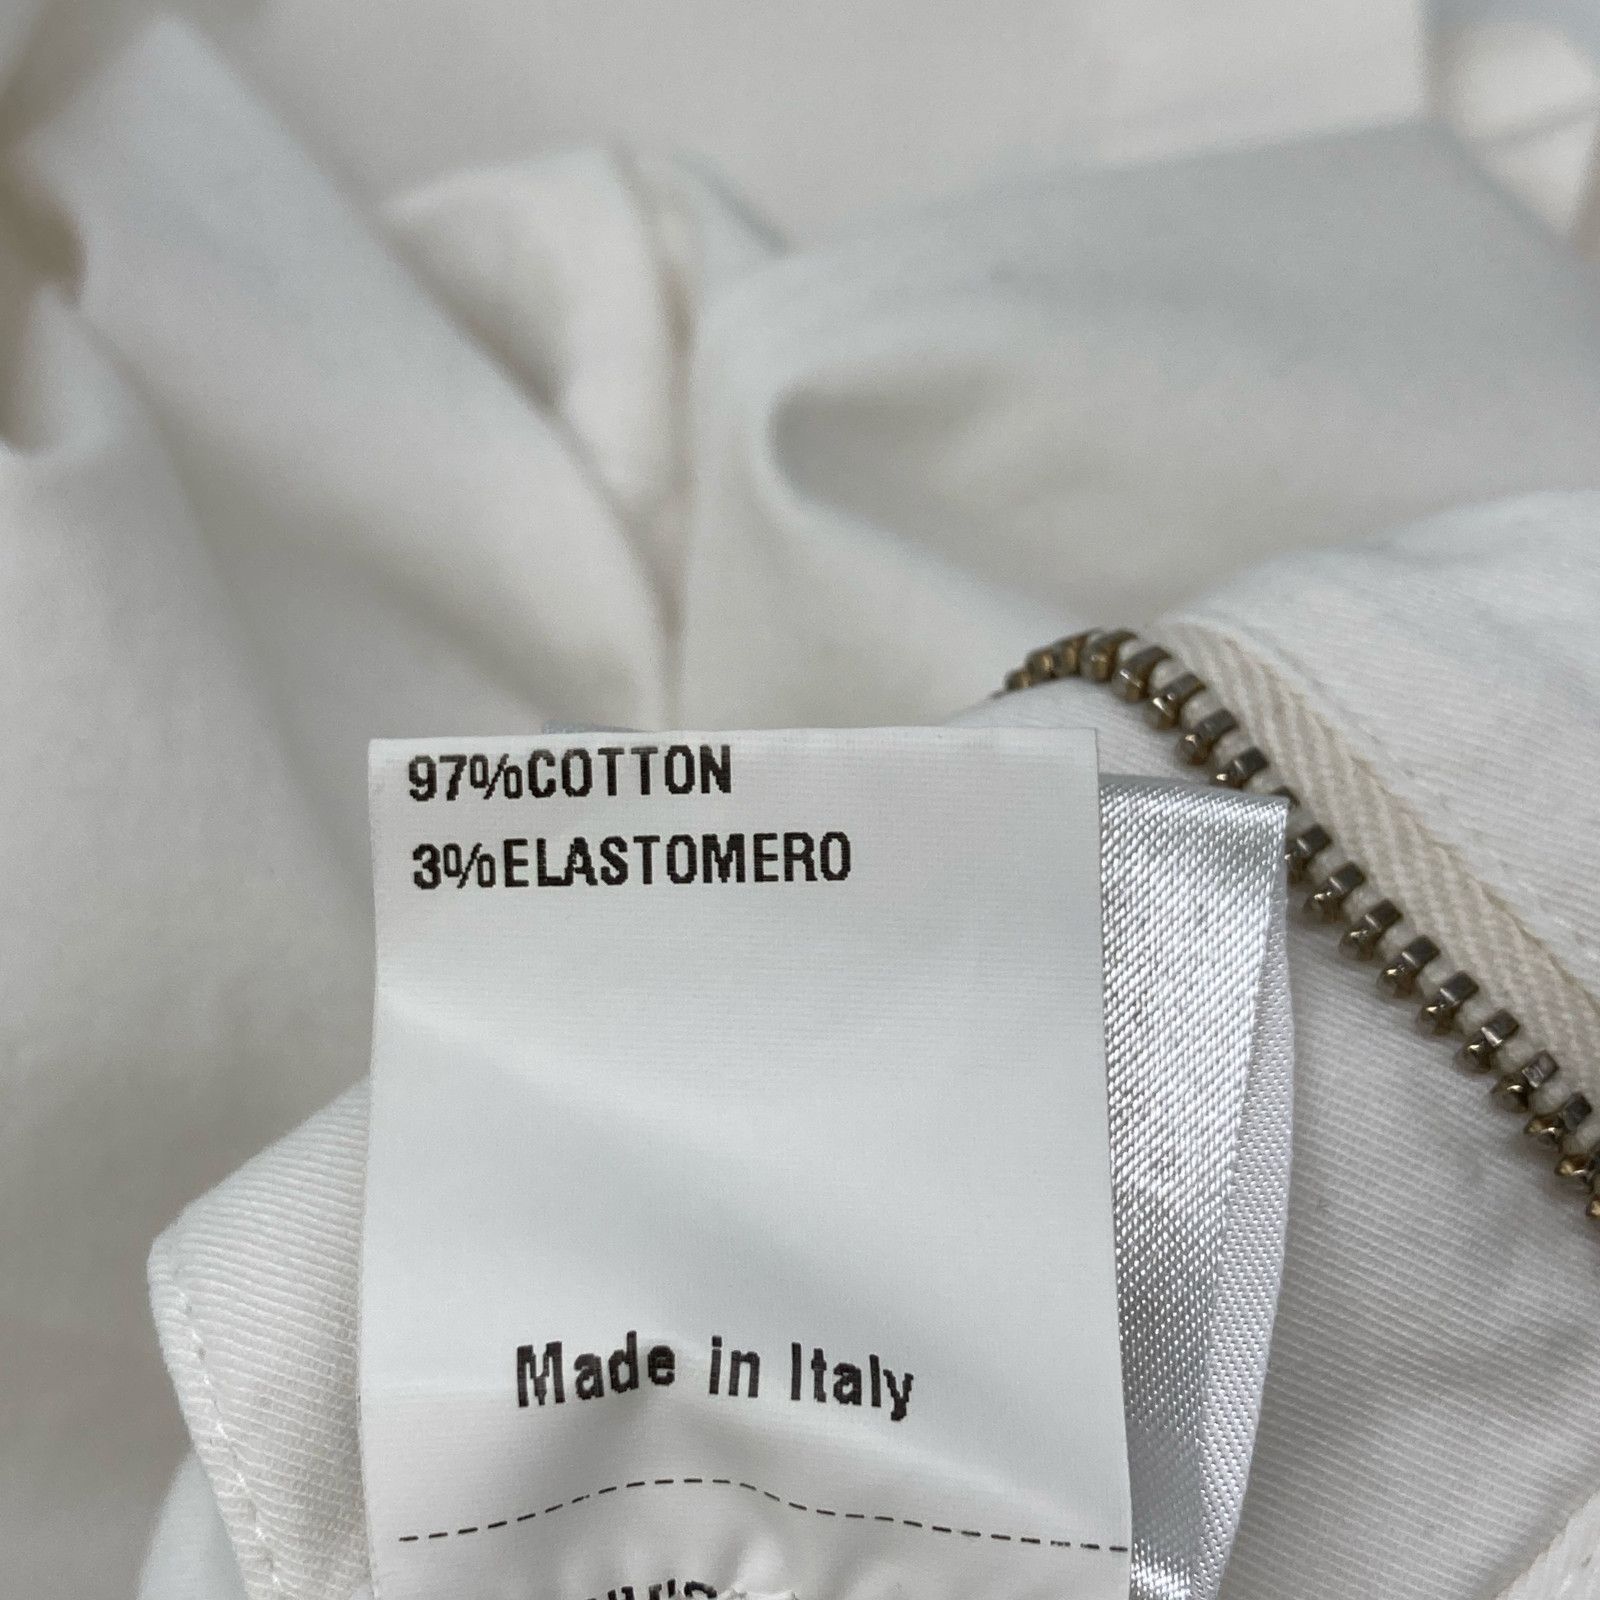 97%COTTON
3%ELASTOMERO
Made in Italy